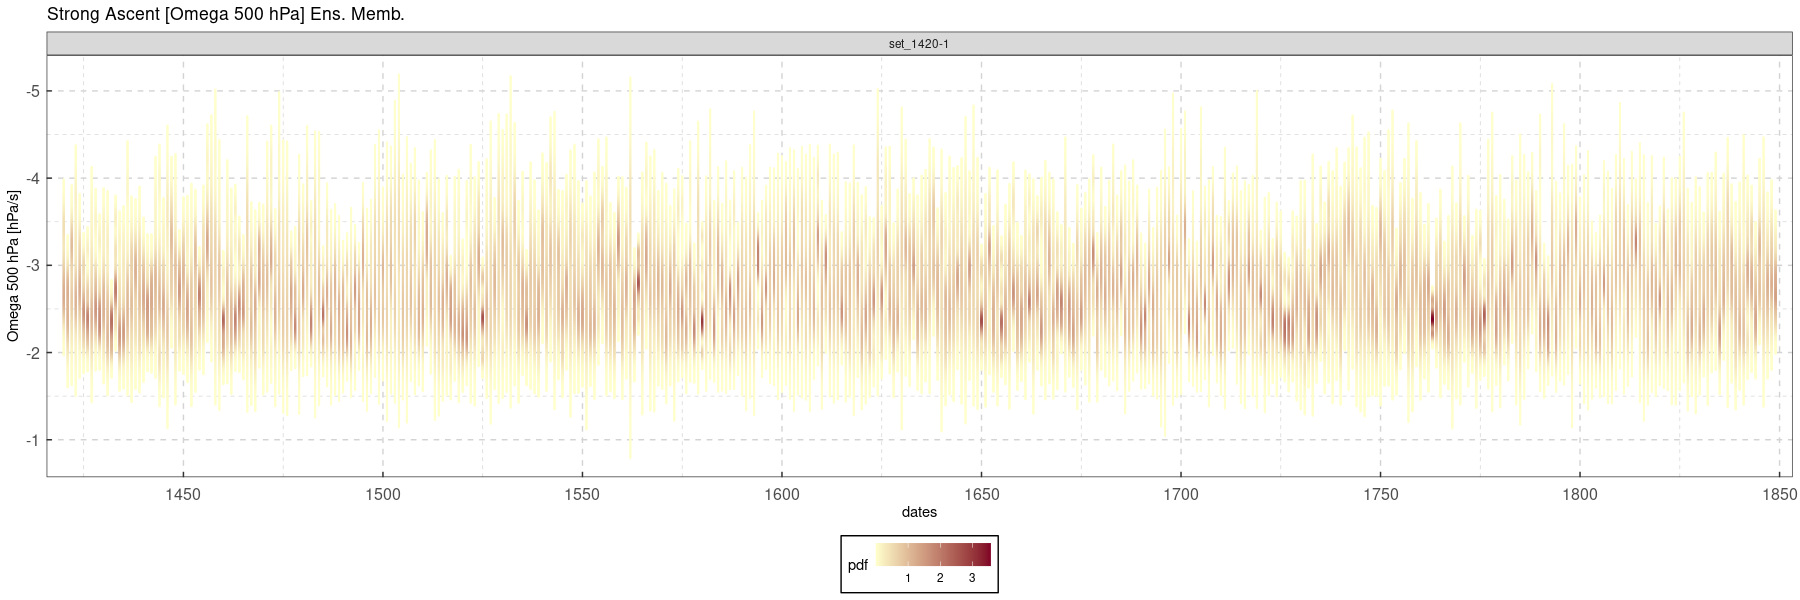 Strong Ascent [Omega 500 hPa] Ens. Memb.
set_1420-1
Omega 500 hPa [hPa/s]
-5
-4
-3
-2
-1
1450 1500 1550 1600 1650 1700 1750 1800 1850
dates
pdf
1 2 3